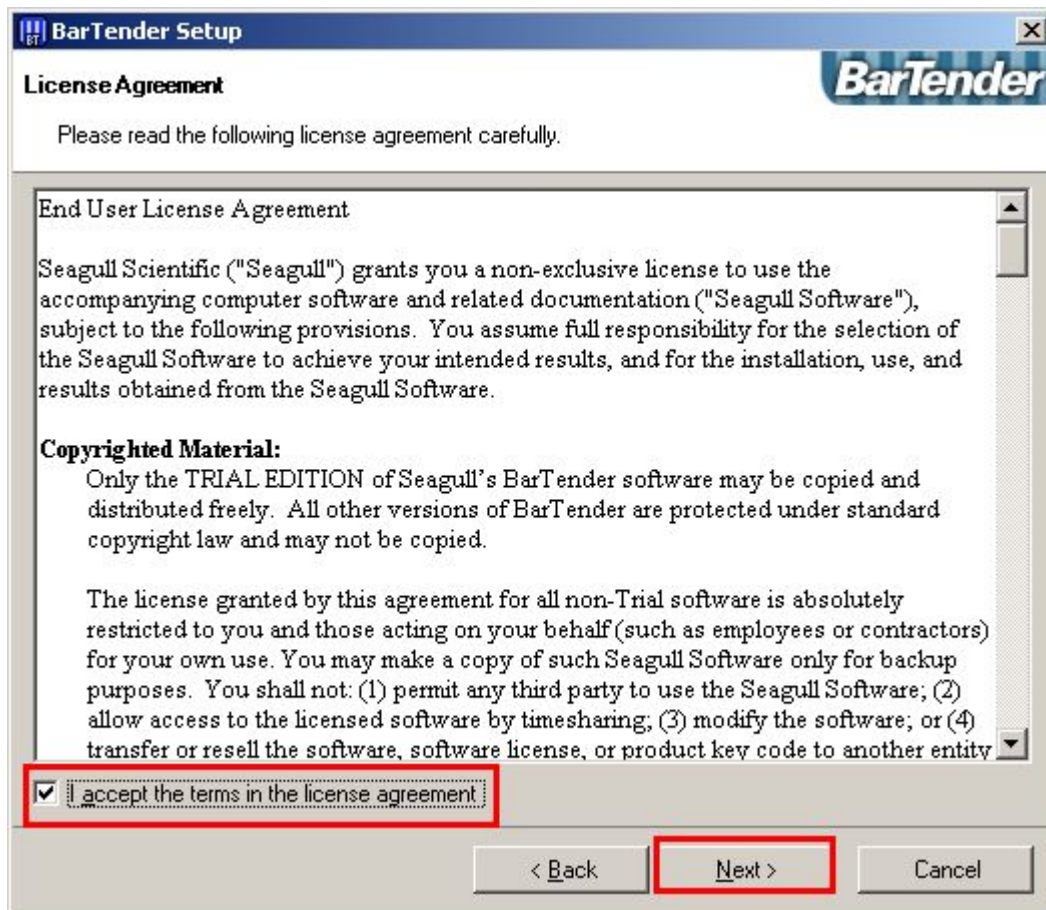 BT BarTender Setup
License Agreement
BarTender
Please read the following license agreement carefully.
End User License Agreement
Seagull Scientific ("Seagull") grants you a non-exclusive license to use the
accompanying computer software and related documentation ("Seagull Software"),
subject to the following provisions.  You assume full responsibility for the selection of
the Seagull Software to achieve your intended results, and for the installation, use, and
results obtained from the Seagull Software.
Copyrighted Material:
Only the TRIAL EDITION of Seagull's BarTender software may be copied and
distributed freely.  All other versions of BarTender are protected under standard
copyright law and may not be copied.
The license granted by this agreement for all non-Trial software is absolutely
restricted to you and those acting on your behalf (such as employees or contractors)
for your own use. You may make a copy of such Seagull Software only for backup
purposes.  You shall not: (1) permit any third party to use the Seagull Software; (2)
allow access to the licensed software by timesharing; (3) modify the software; or (4)
transfer or resell the software, software license, or product key code to another entity
I accept the terms in the license agreement
< Back Next > Cancel